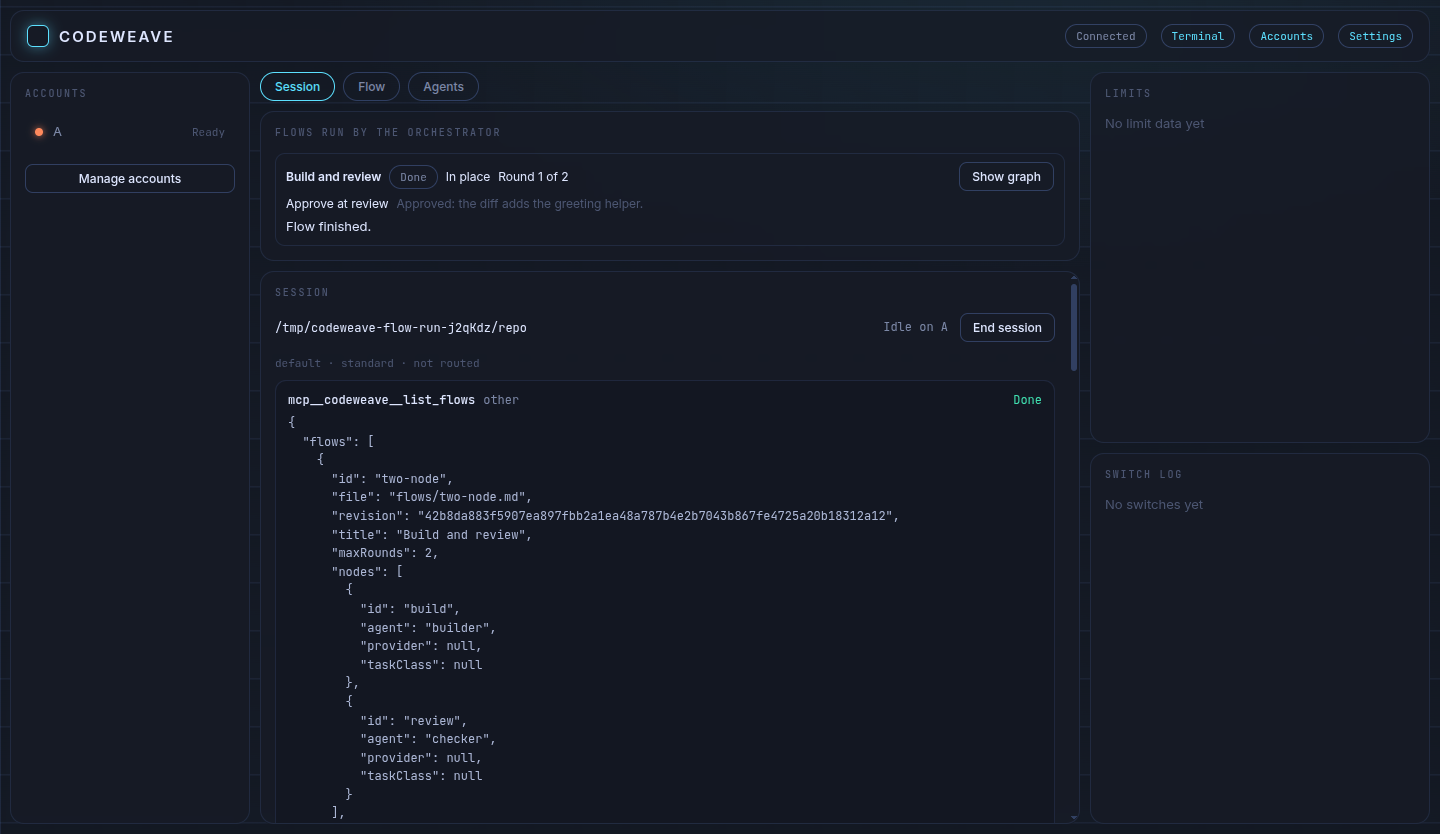 CODEWEAVE
Connected
Terminal
Accounts
Settings
ACCOUNTS
A
Ready
Manage accounts
Session
Flow
Agents
FLOWS RUN BY THE ORCHESTRATOR
Build and review Done In place Round 1 of 2
Show graph
Approve at review Approved: the diff adds the greeting helper.
Flow finished.
SESSION
/tmp/codeweave-flow-run-j2qKdz/repo
Idle on A
End session
default · standard · not routed
mcp__codeweave__list_flows other
Done
{
"flows": [
{
"id": "two-node",
"file": "flows/two-node.md",
"revision": "42b8da883f5907ea897fbb2a1ea48a787b4e2b7043b867fe4725a20b18312a12",
"title": "Build and review",
"maxRounds": 2,
"nodes": [
{
"id": "build",
"agent": "builder",
"provider": null,
"taskClass": null
},
{
"id": "review",
"agent": "checker",
"provider": null,
"taskClass": null
}
],
LIMITS
No limit data yet
SWITCH LOG
No switches yet